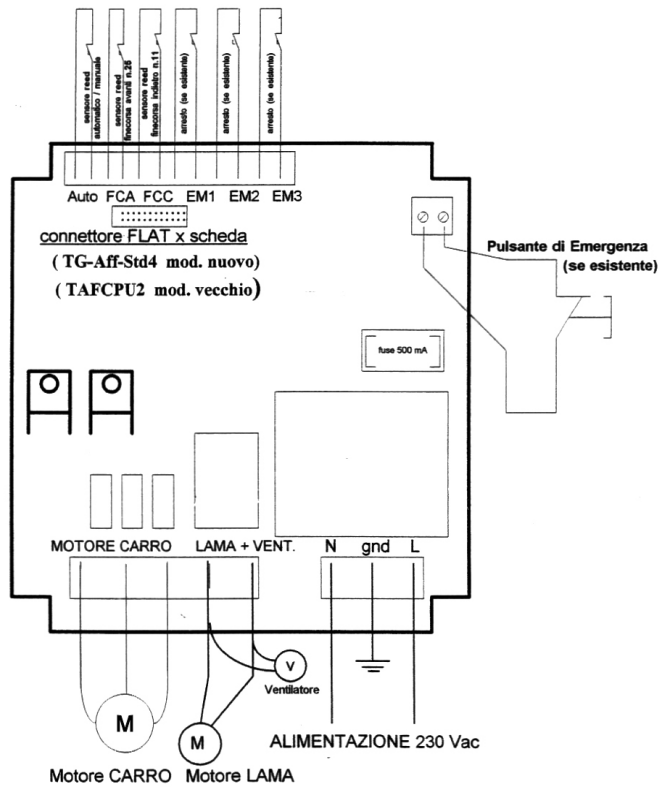 sensore reed
automatico / manuale
sensore reed
finecorsa avanti n.25
sensore reed
finecorsa indietro n.11
arresto (se esistente)
arresto (se esistente)
arresto (se esistente)
Auto FCA FCC EM1 EM2 EM3
connettore FLAT x scheda
( TG-Aff-Std4 mod. nuovo)
( TAFCPU2 mod. vecchio)
Pulsante di Emergenza
(se esistente)
fuse 500 mA
MOTORE CARRO LAMA + VENT. N gnd L
V
Ventilatore
M
M
ALIMENTAZIONE 230 Vac
Motore CARRO Motore LAMA